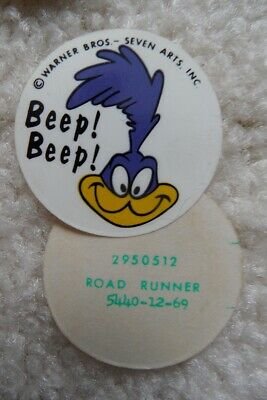 © WARNER BROS.– SEVEN ARTS, INC.
Beep!
Beep!
2950512
ROAD RUNNER
5440-12-69